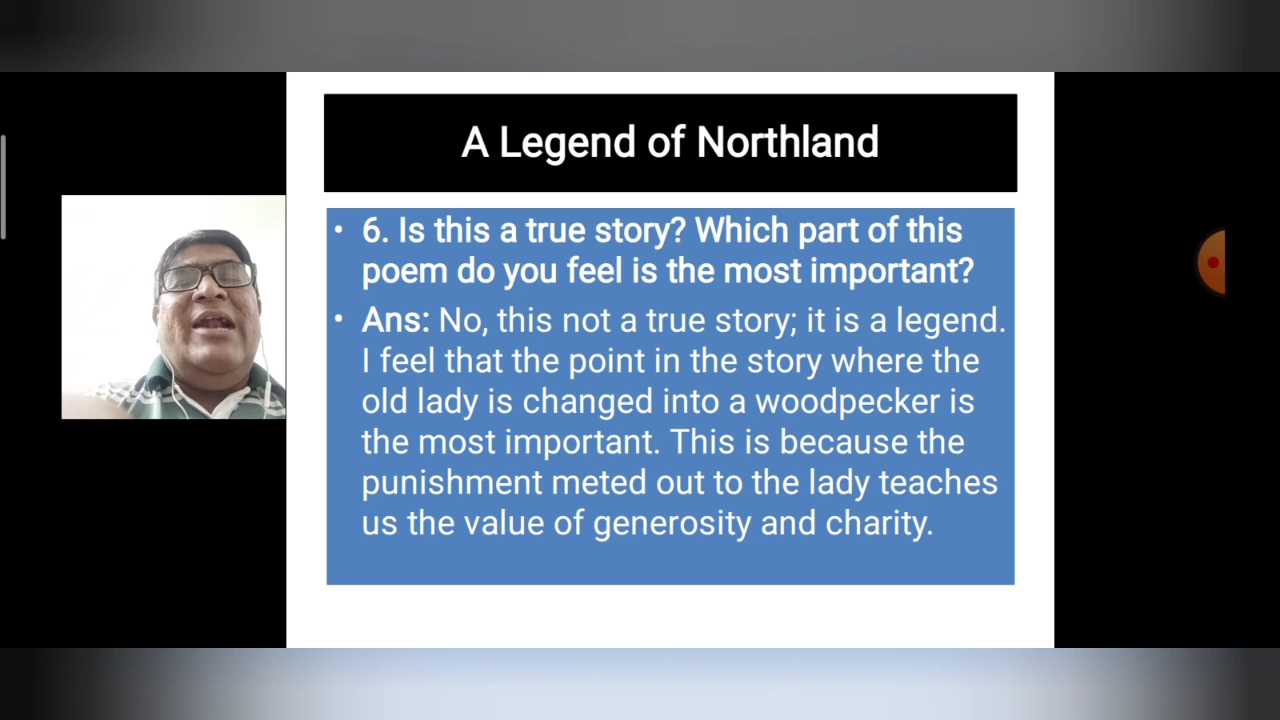 A Legend of Northland
• 6. Is this a true story? Which part of this
poem do you feel is the most important?
• Ans: No, this not a true story; it is a legend.
I feel that the point in the story where the
old lady is changed into a woodpecker is
the most important. This is because the
punishment meted out to the lady teaches
us the value of generosity and charity.